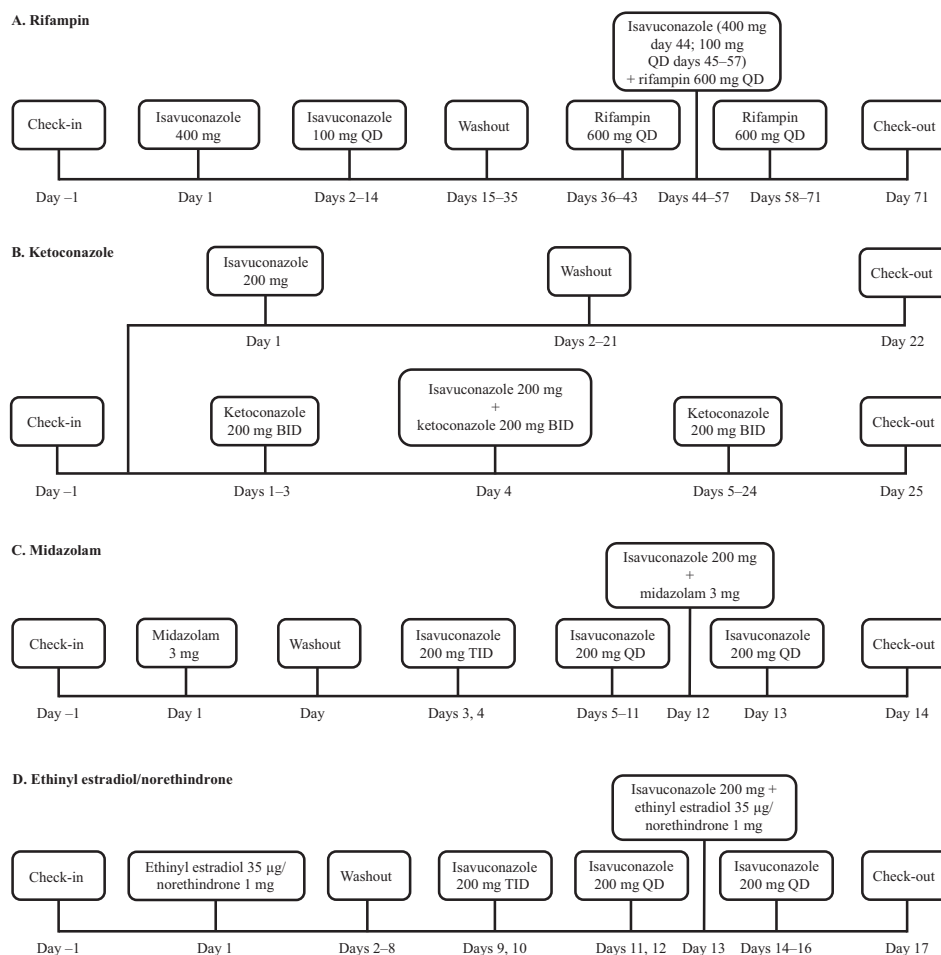 A. Rifampin
Isavuconazole (400 mg
day 44; 100 mg
QD days 45–57)
+ rifampin 600 mg QD
Check-in
Isavuconazole
400 mg
Isavuconazole
100 mg QD
Washout
Rifampin
600 mg QD
Rifampin
600 mg QD
Check-out
Day –1
Day 1
Days 2–14
Days 15–35
Days 36–43
Days 44–57
Days 58–71
Day 71
B. Ketoconazole
Isavuconazole
200 mg
Washout
Check-out
Day 1
Days 2–21
Day 22
Check-in
Ketoconazole
200 mg BID
Isavuconazole 200 mg
+
ketoconazole 200 mg BID
Ketoconazole
200 mg BID
Check-out
Day –1
Days 1–3
Day 4
Days 5–24
Day 25
C. Midazolam
Isavuconazole 200 mg
+
midazolam 3 mg
Check-in
Midazolam
3 mg
Washout
Isavuconazole
200 mg TID
Isavuconazole
200 mg QD
Isavuconazole
200 mg QD
Check-out
Day –1
Day 1
Day
Days 3, 4
Days 5–11
Day 12
Day 13
Day 14
D. Ethinyl estradiol/norethindrone
Isavuconazole 200 mg +
ethinyl estradiol 35 µg/
norethindrone 1 mg
Check-in
Ethinyl estradiol 35 µg/
norethindrone 1 mg
Washout
Isavuconazole
200 mg TID
Isavuconazole
200 mg QD
Isavuconazole
200 mg QD
Check-out
Day –1
Day 1
Days 2–8
Days 9, 10
Days 11, 12
Day 13
Days 14–16
Day 17